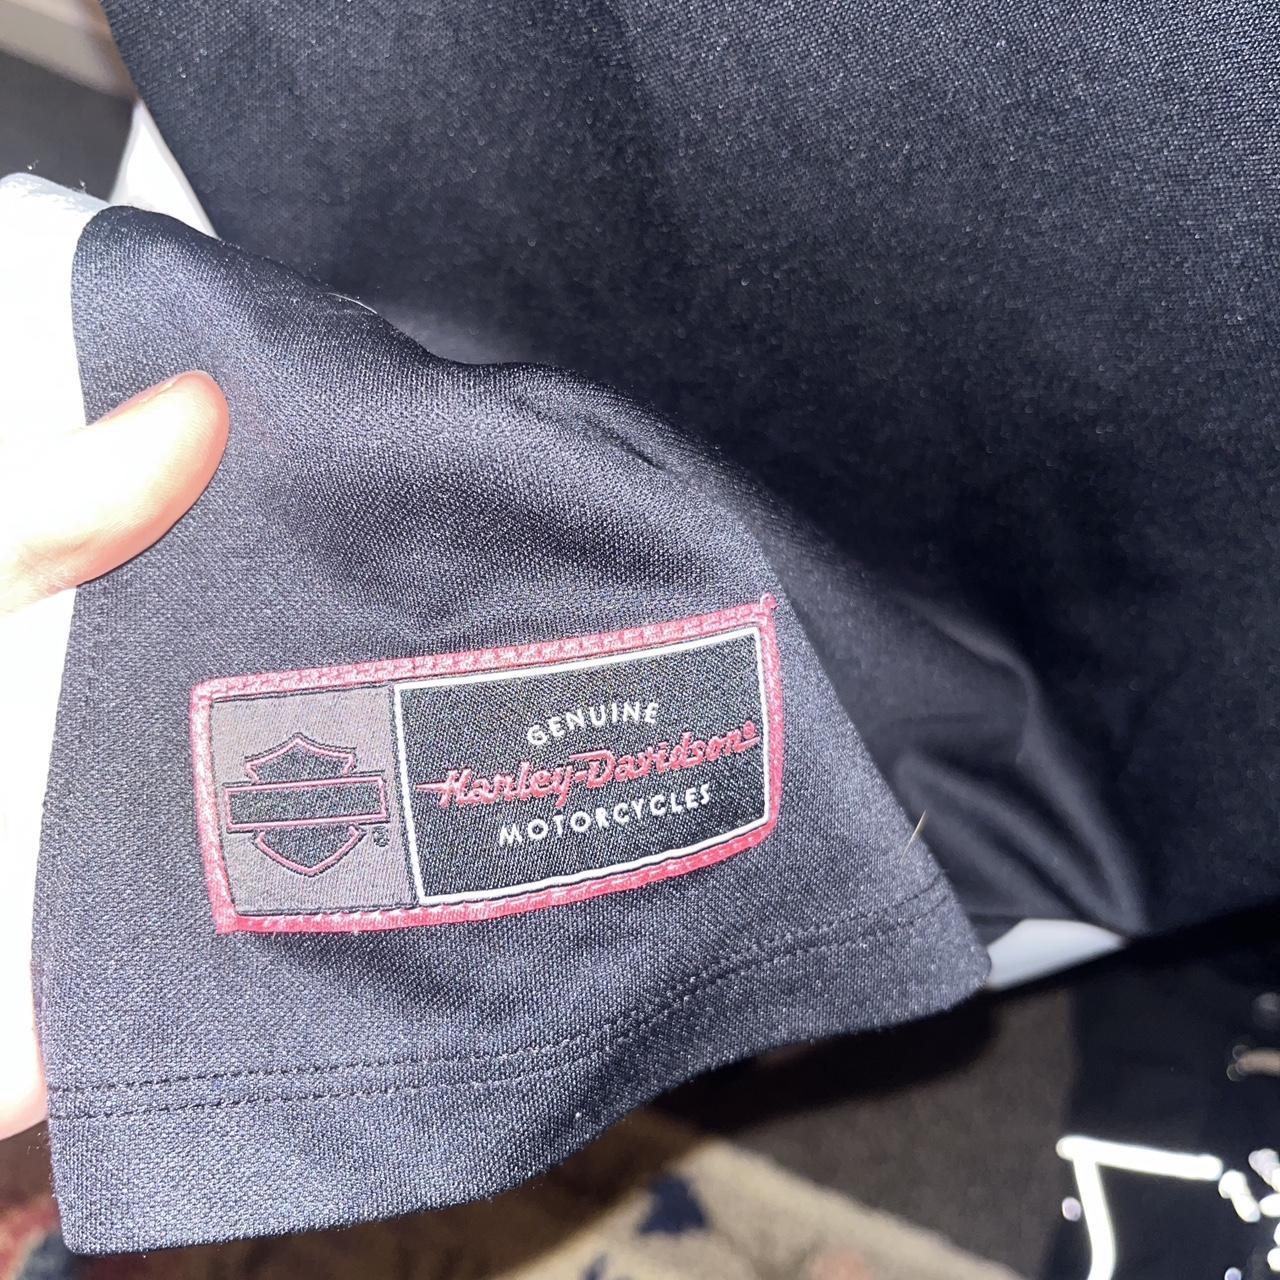 GENUINE
Harley-Davidson®
MOTORCYCLES
®